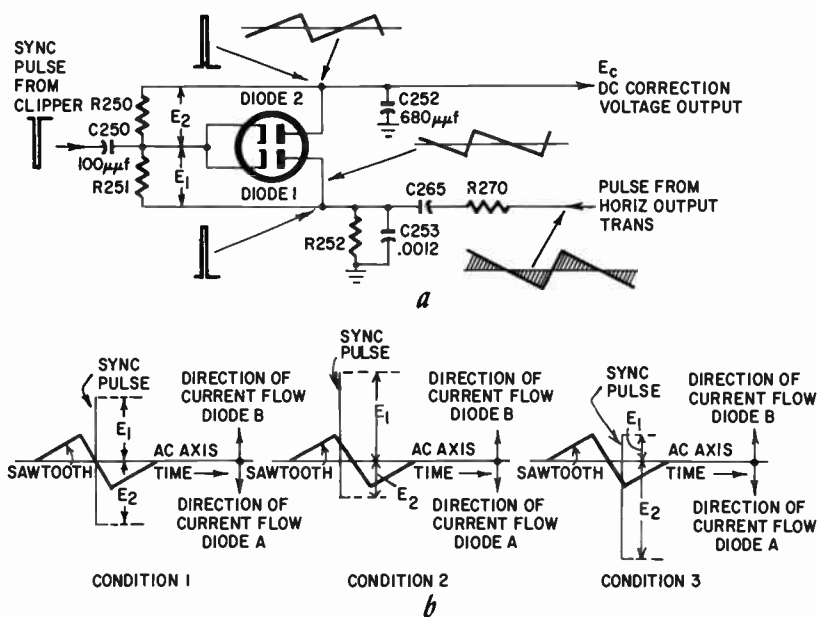 SYNC
PULSE
FROM
CLIPPER
R250
C250
100µµf
R251
E2
E1
DIODE 2
DIODE 1
C252
680µµf
Ec
DC CORRECTION
VOLTAGE OUTPUT
C265
R270
PULSE FROM
HORIZ OUTPUT
TRANS
R252
C253
.0012
a
SYNC
PULSE
E1
E2
SAWTOOTH
DIRECTION OF
CURRENT FLOW
DIODE B
AC AXIS
TIME
DIRECTION OF
CURRENT FLOW
DIODE A
CONDITION 1
SYNC
PULSE
E1
E2
SAWTOOTH
DIRECTION OF
CURRENT FLOW
DIODE B
AC AXIS
TIME
DIRECTION OF
CURRENT FLOW
DIODE A
CONDITION 2
SYNC
PULSE
E1
E2
SAWTOOTH
DIRECTION OF
CURRENT FLOW
DIODE B
AC AXIS
TIME
DIRECTION OF
CURRENT FLOW
DIODE A
CONDITION 3
b